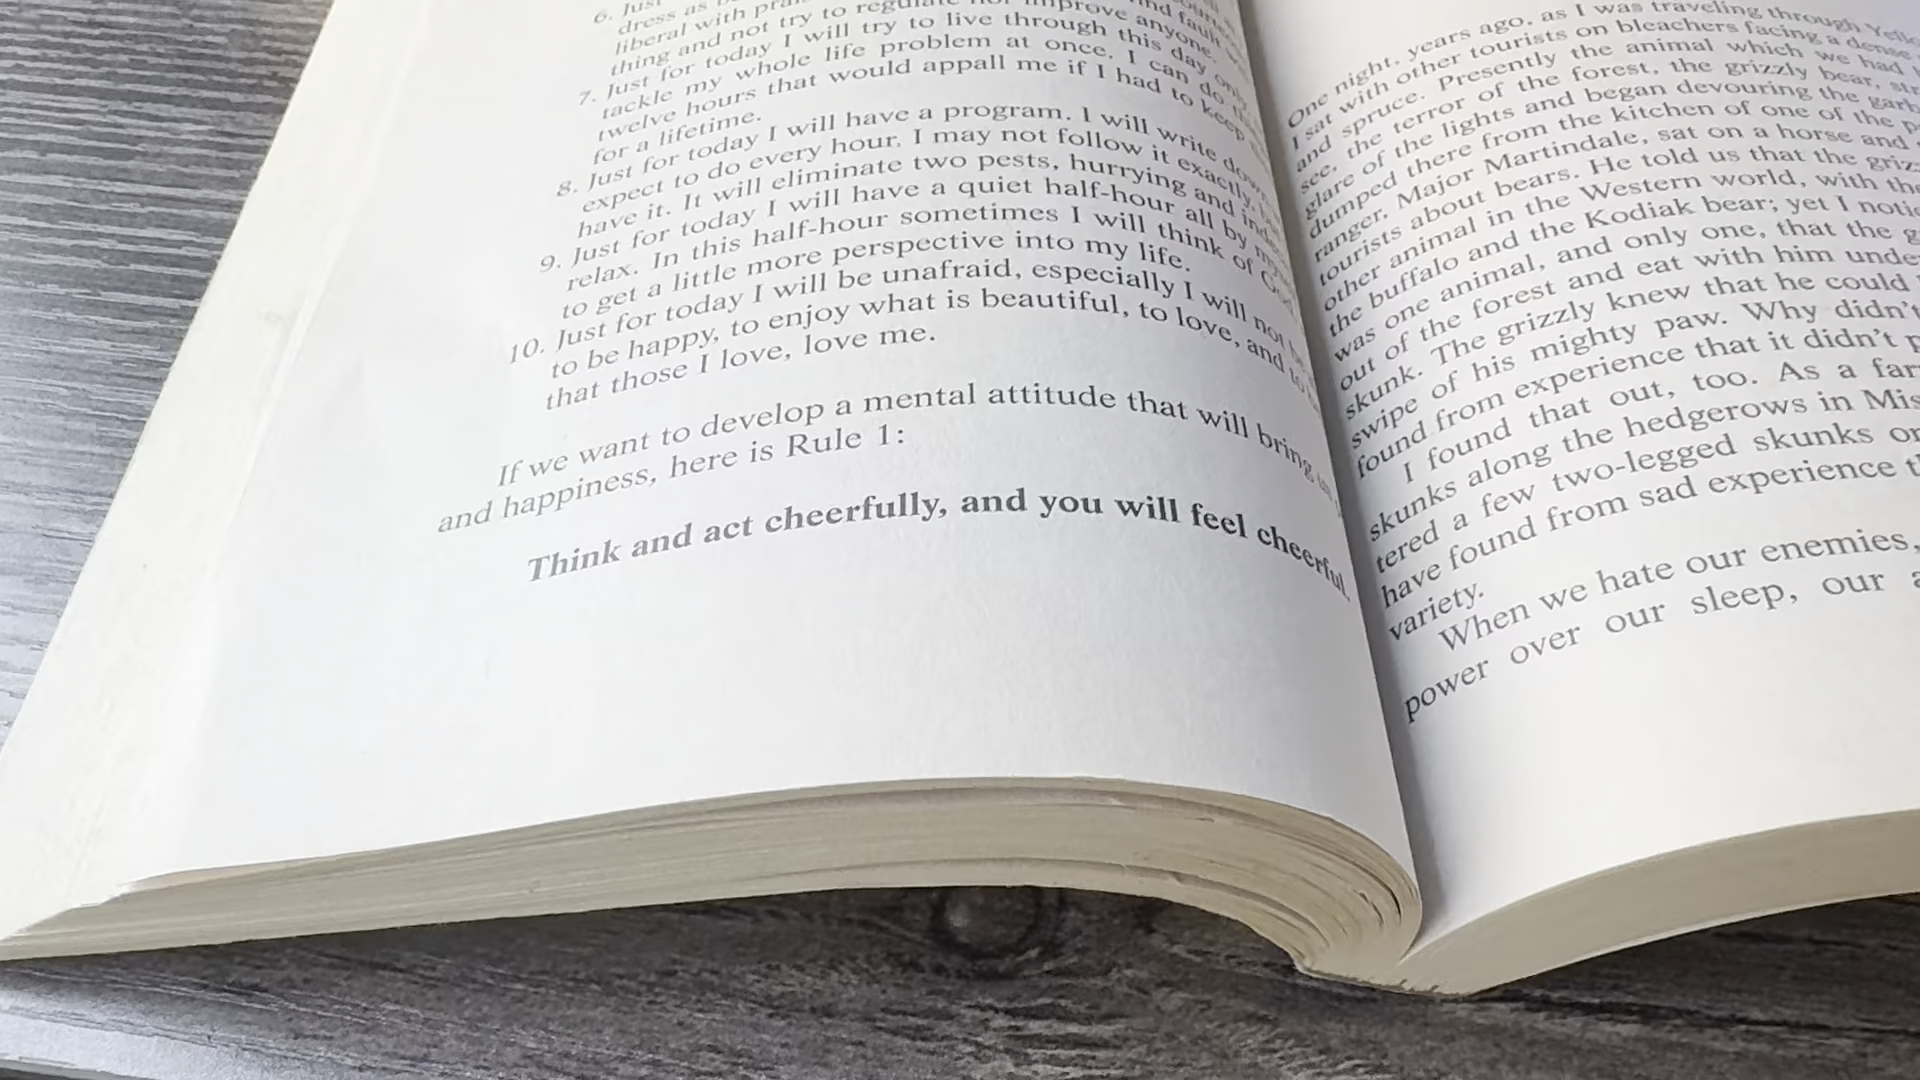 6. Just
dress as
liberal with
thing and not try to regulate nor improve anyone.
7. Just for today I will try to live through this day only,
tackle my whole life problem at once. I can do
twelve hours that would appall me if I had to keep
for a lifetime.
8. Just for today I will have a program. I will write down
expect to do every hour. I may not follow it exactly,
have it. It will eliminate two pests, hurrying and
9. Just for today I will have a quiet half-hour all by
relax. In this half-hour sometimes I will think of God
to get a little more perspective into my life.
10. Just for today I will be unafraid, especially I will not
to be happy, to enjoy what is beautiful, to love, and to
that those I love, love me.
If we want to develop a mental attitude that will bring
and happiness, here is Rule 1:
Think and act cheerfully, and you will feel cheerful.
One night, years ago, as I was traveling through
I sat with other tourists on bleachers facing a dense
and spruce. Presently the animal which we had
see, the terror of the forest, the grizzly bear,
glare of the lights and began devouring the
dumped there from the kitchen of one of the
ranger, Major Martindale, sat on a horse and
tourists about bears. He told us that the
other animal in the Western world, with the
the buffalo and the Kodiak bear; yet I
was one animal, and only one, that the
out of the forest and eat with him
skunk. The grizzly knew that he could
swipe of his mighty paw. Why didn't
found from experience that it didn't
I found that out, too. As a
skunks along the hedgerows in
tered a few two-legged skunks
have found from sad experience
variety.
When we hate our enemies,
power over our sleep, our